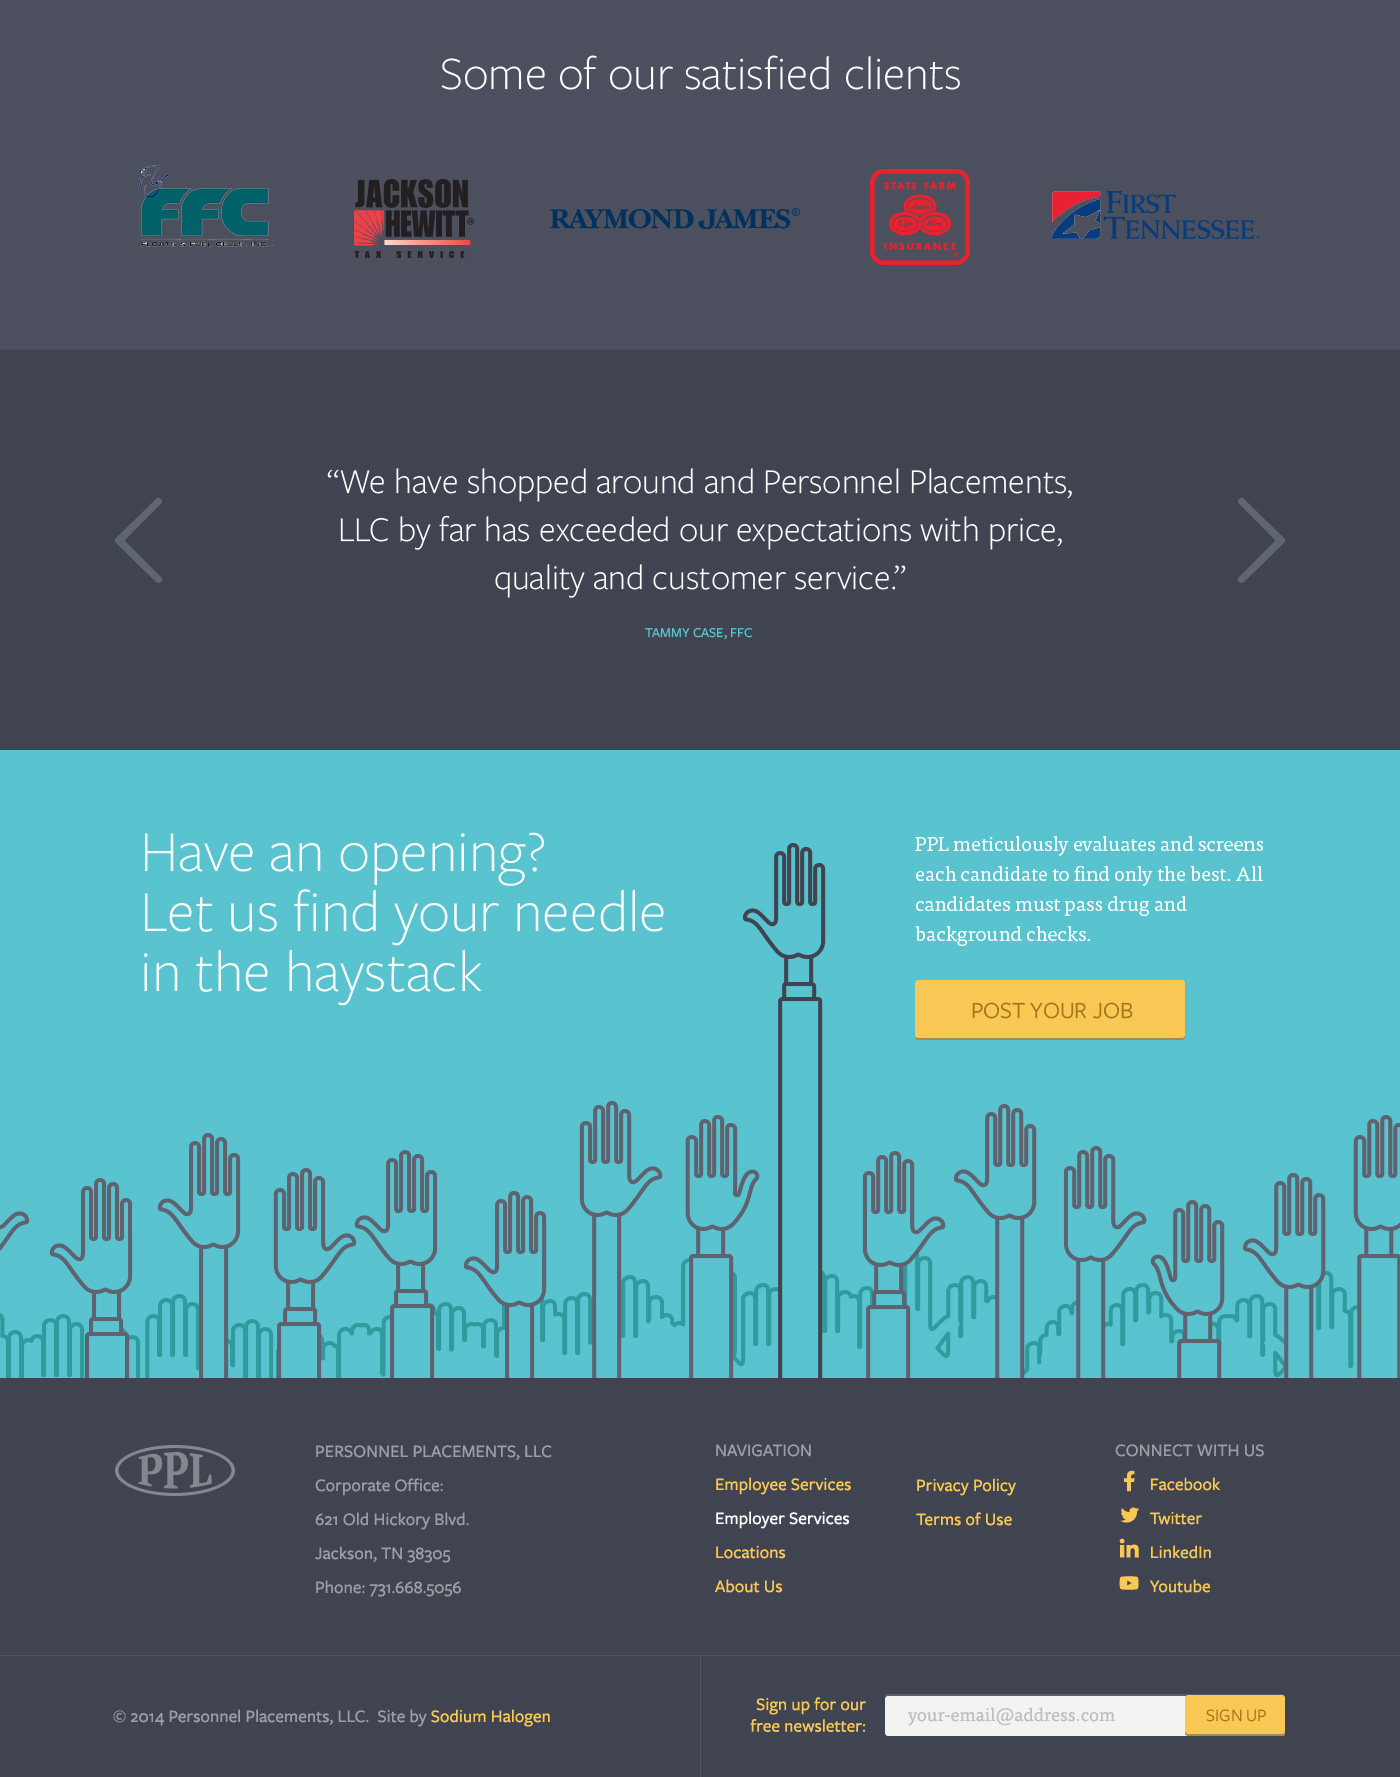 Some of our satisfied clients
FFC
JACKSON
HEWITT®
TAX SERVICE
RAYMOND JAMES®
STATE FARM
INSURANCE
FIRST
TENNESSEE.
“We have shopped around and Personnel Placements,
LLC by far has exceeded our expectations with price,
quality and customer service.”
TAMMY CASE, FFC
Have an opening?
Let us find your needle
in the haystack
PPL meticulously evaluates and screens
each candidate to find only the best. All
candidates must pass drug and
background checks.
POST YOUR JOB
PPL
PERSONNEL PLACEMENTS, LLC
Corporate Office:
621 Old Hickory Blvd.
Jackson, TN 38305
Phone: 731.668.5056
NAVIGATION
Employee Services
Employer Services
Locations
About Us
Privacy Policy
Terms of Use
CONNECT WITH US
Facebook
Twitter
LinkedIn
Youtube
© 2014 Personnel Placements, LLC. Site by Sodium Halogen
Sign up for our
free newsletter:
your-email@address.com
SIGN UP